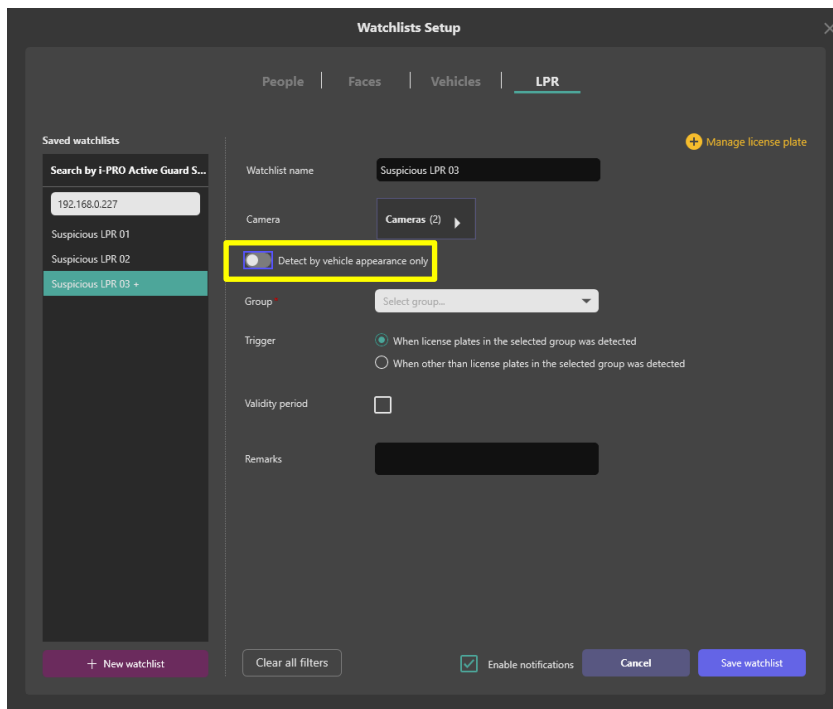 Watchlists Setup
People
Faces
Vehicles
LPR
Saved watchlists
Manage license plate
Search by i-PRO Active Guard S...
192.168.0.227
Suspicious LPR 01
Suspicious LPR 02
Suspicious LPR 03 +
Watchlist name
Suspicious LPR 03
Camera
Cameras (2)
Detect by vehicle appearance only
Group*
Select group...
Trigger
When license plates in the selected group was detected
When other than license plates in the selected group was detected
Validity period
Remarks
+ New watchlist
Clear all filters
Enable notifications
Cancel
Save watchlist